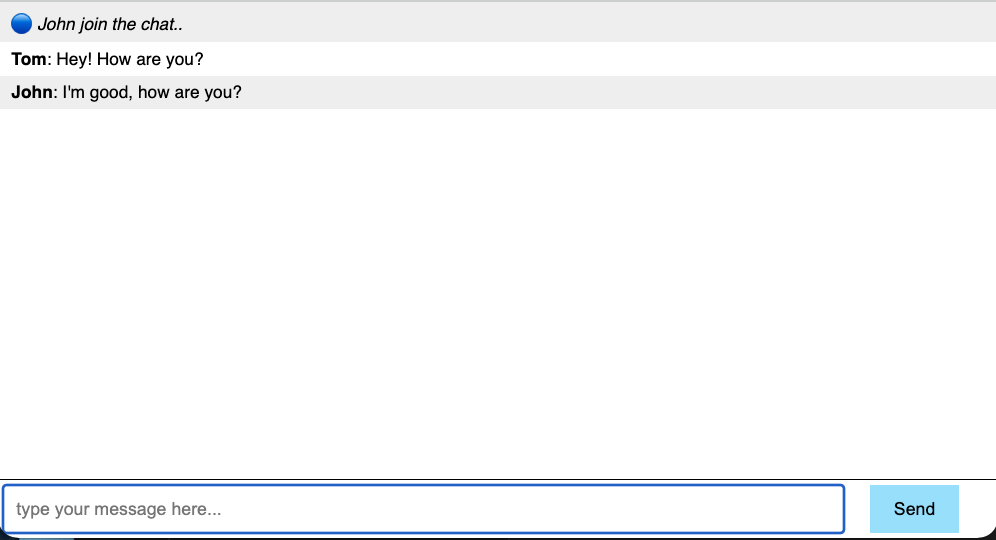 John join the chat..
Tom: Hey! How are you?
John: I'm good, how are you?
type your message here...
Send